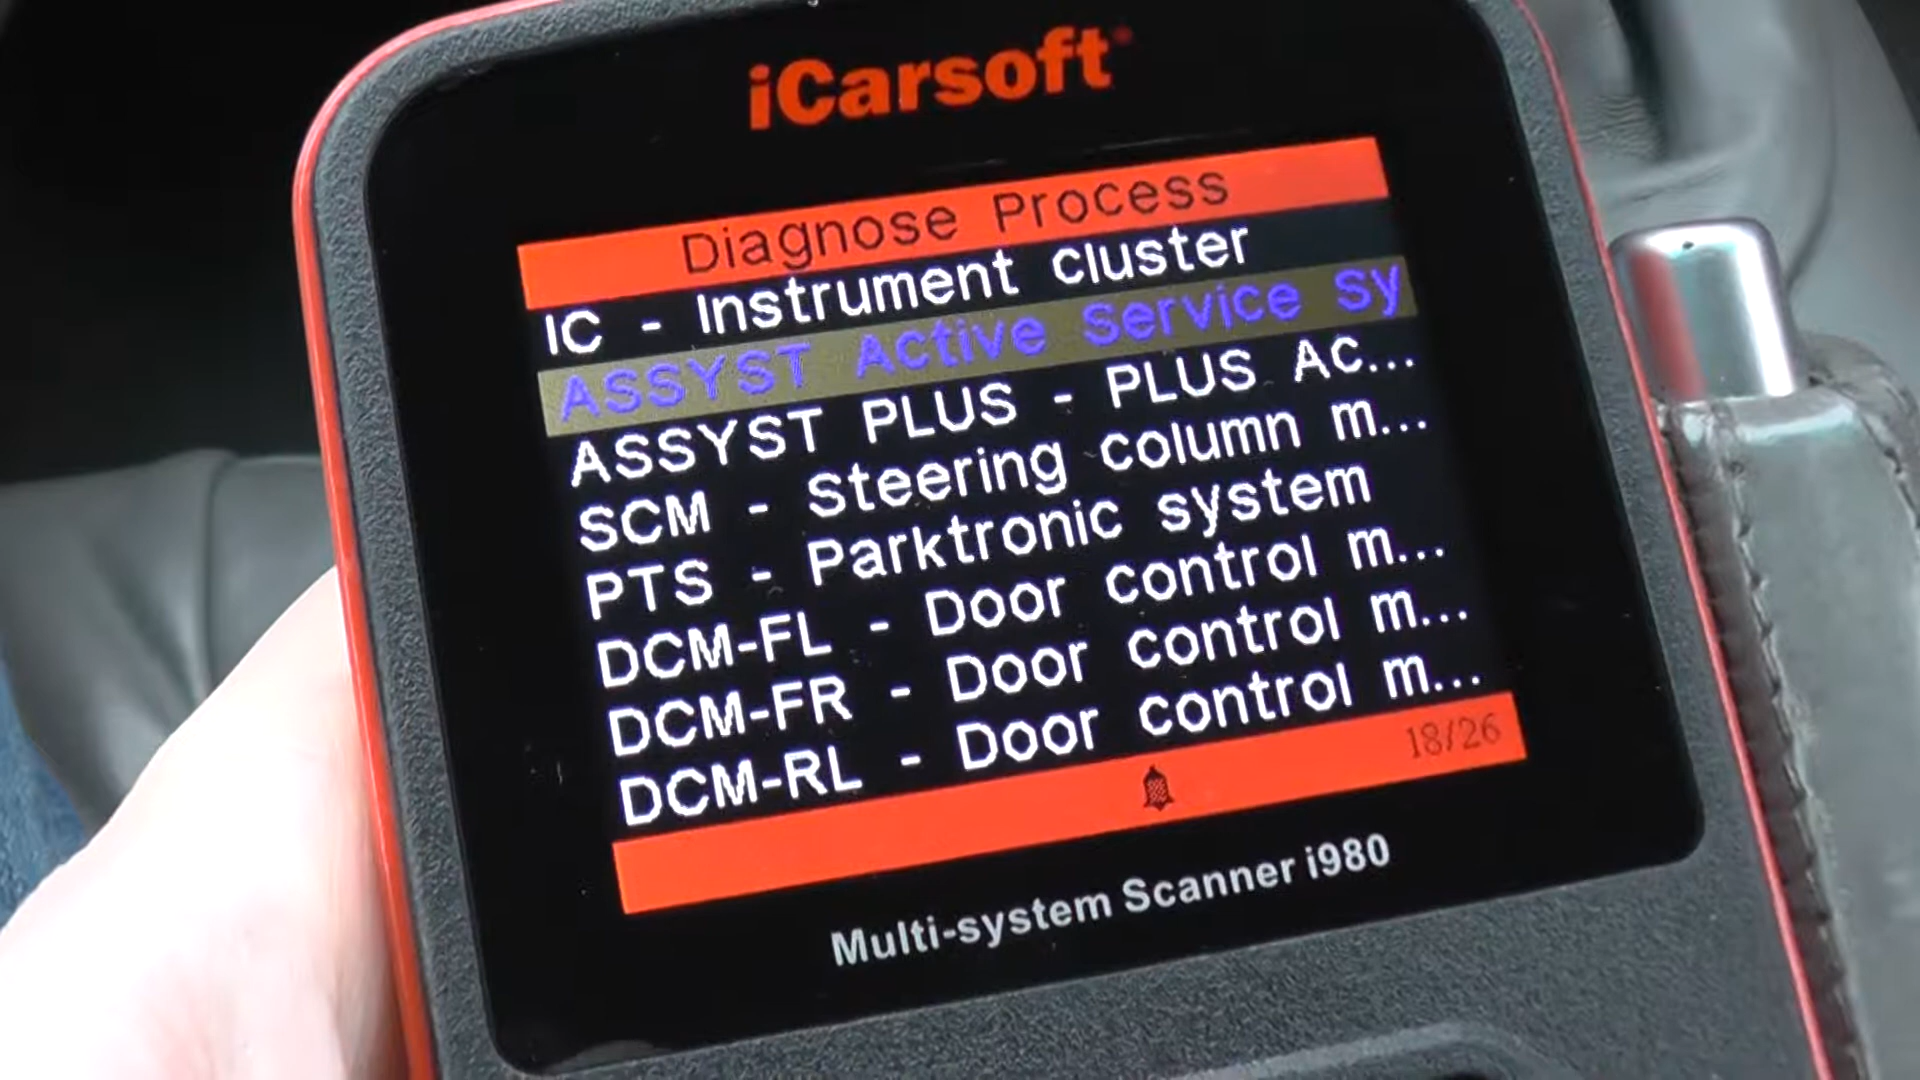 iCarsoft
Diagnose Process
IC - Instrument cluster
ASSYST Active Service Sy
ASSYST PLUS - PLUS Ac...
SCM - Steering column m...
PTS - Parktronic system
DCM-FL - Door control m...
DCM-FR - Door control m...
DCM-RL - Door control m...
18/26
Multi-system Scanner i980